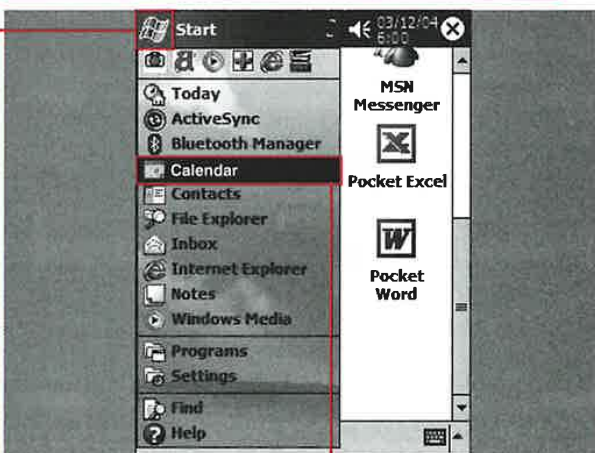 Start
03/12/04
6:00
Today
ActiveSync
Bluetooth Manager
Calendar
Contacts
File Explorer
Inbox
Internet Explorer
Notes
Windows Media
Programs
Settings
Find
Help
MSN
Messenger
Pocket Excel
Pocket
Word